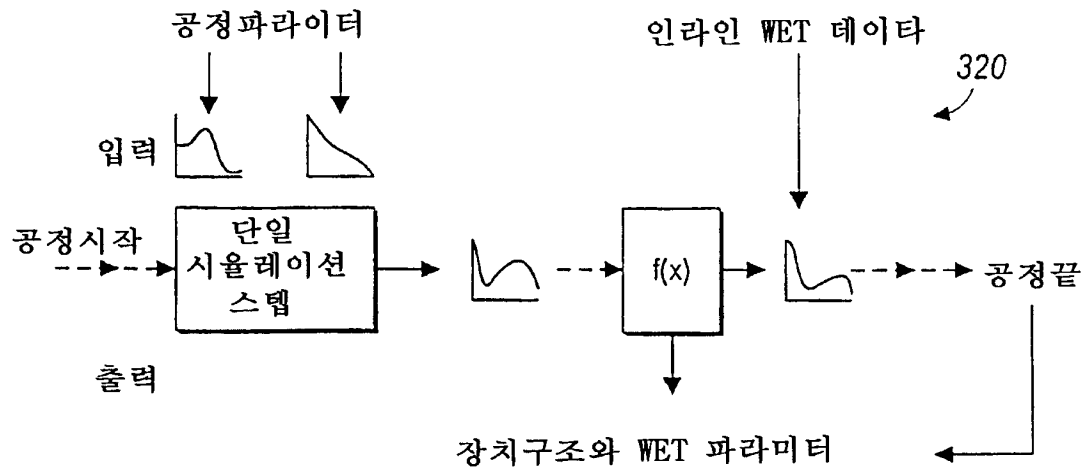 공정파라이터
인라인 WET 데이타
320
입력
공정시작
단일
시율레이션
스텝
f(x)
공정끝
출력
장치구조와 WET 파라미터